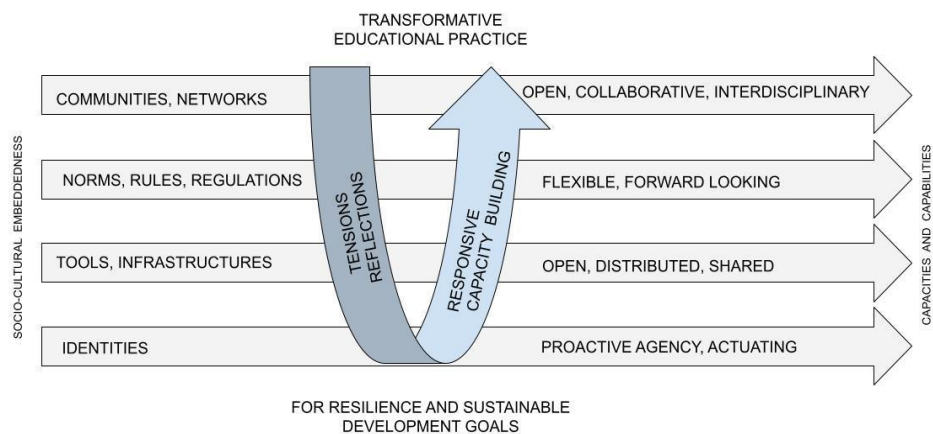 TRANSFORMATIVE
EDUCATIONAL PRACTICE
COMMUNITIES, NETWORKS
OPEN, COLLABORATIVE, INTERDISCIPLINARY
NORMS, RULES, REGULATIONS
FLEXIBLE, FORWARD LOOKING
TOOLS, INFRASTRUCTURES
OPEN, DISTRIBUTED, SHARED
IDENTITIES
PROACTIVE AGENCY, ACTUATING
SOCIO-CULTURAL EMBEDDEDNESS
TENSIONS
REFLECTIONS
RESPONSIVE
CAPACITY BUILDING
CAPACITIES AND CAPABILITIES
FOR RESILIENCE AND SUSTAINABLE
DEVELOPMENT GOALS